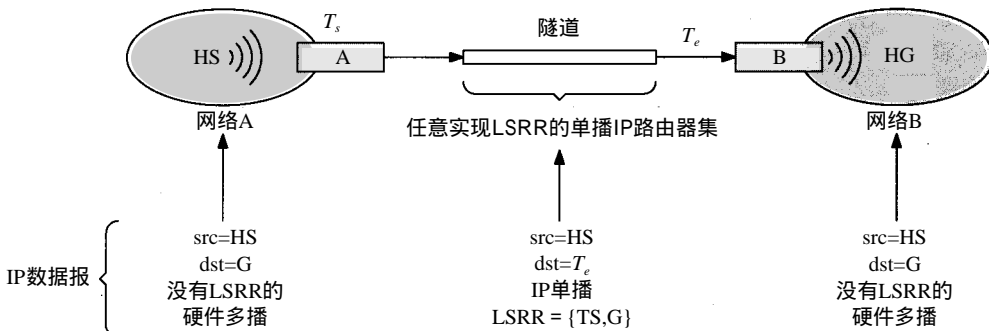 T_s
隧道
T_e
HS
A
B
HG
网络A
任意实现LSRR的单播IP路由器集
网络B
IP数据报
src=HS
dst=G
没有LSRR的
硬件多播
src=HS
dst=T_e
IP单播
LSRR = {TS,G}
src=HS
dst=G
没有LSRR的
硬件多播